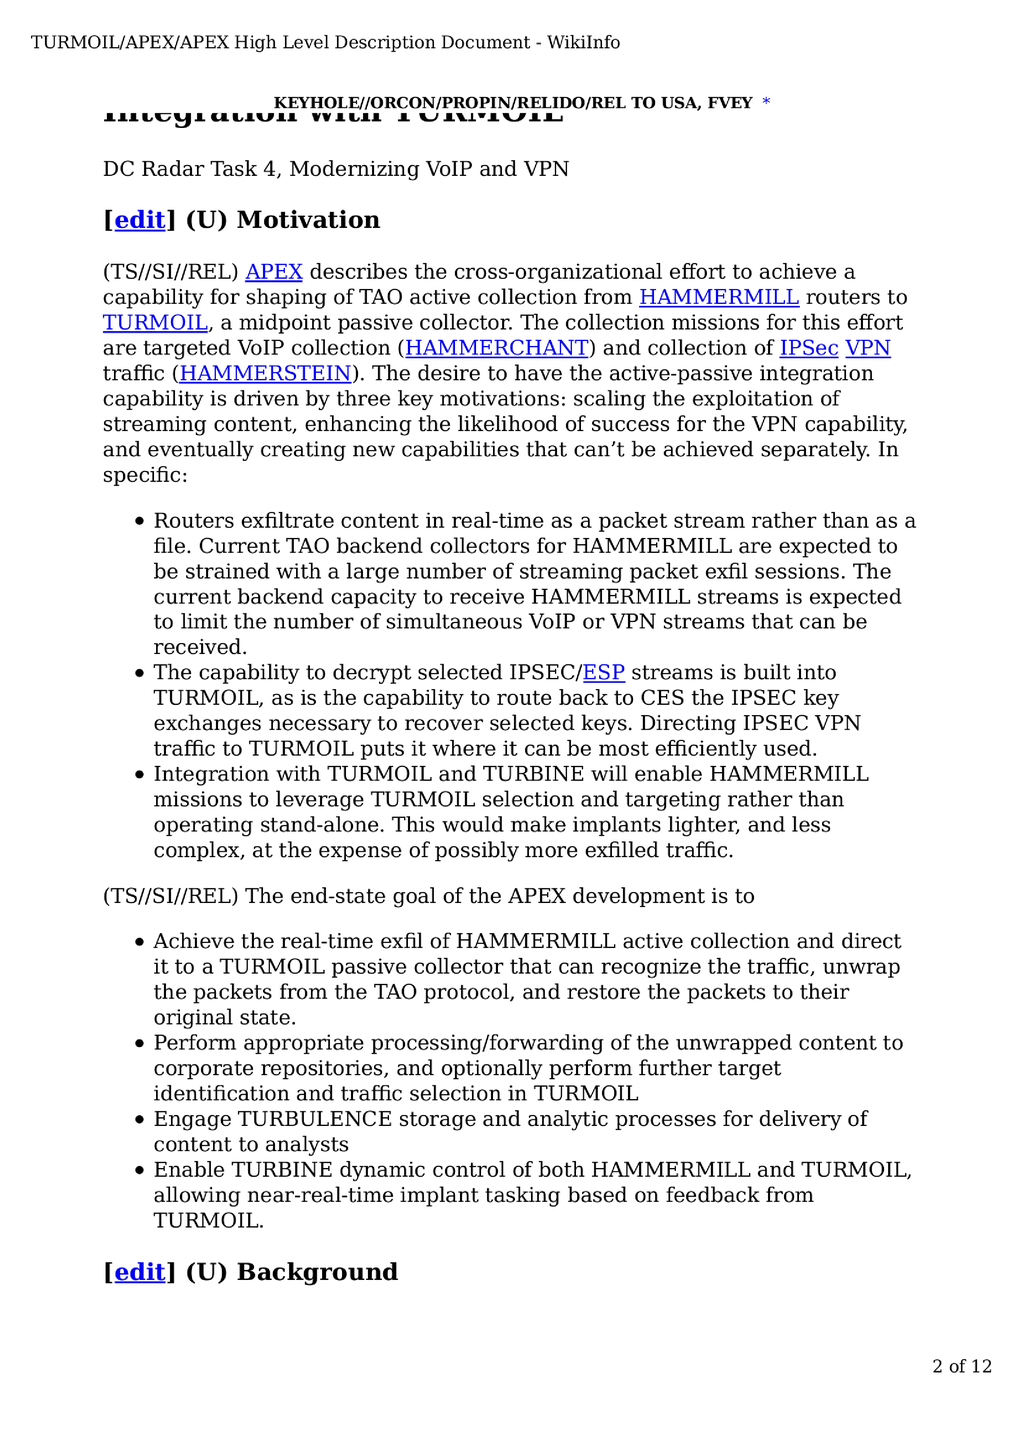 TURMOIL/APEX/APEX High Level Description Document - WikiInfo
KEYHOLE//ORCON/PROPIN/RELIDO/REL TO USA, FVEY *
Integration with TURMOIL
DC Radar Task 4, Modernizing VoIP and VPN
[edit] (U) Motivation
(TS//SI//REL) APEX describes the cross-organizational effort to achieve a
capability for shaping of TAO active collection from HAMMERMILL routers to
TURMOIL, a midpoint passive collector. The collection missions for this effort
are targeted VoIP collection (HAMMERCHANT) and collection of IPSec VPN
traffic (HAMMERSTEIN). The desire to have the active-passive integration
capability is driven by three key motivations: scaling the exploitation of
streaming content, enhancing the likelihood of success for the VPN capability,
and eventually creating new capabilities that can’t be achieved separately. In
specific:
• Routers exfiltrate content in real-time as a packet stream rather than as a
file. Current TAO backend collectors for HAMMERMILL are expected to
be strained with a large number of streaming packet exfil sessions. The
current backend capacity to receive HAMMERMILL streams is expected
to limit the number of simultaneous VoIP or VPN streams that can be
received.
• The capability to decrypt selected IPSEC/ESP streams is built into
TURMOIL, as is the capability to route back to CES the IPSEC key
exchanges necessary to recover selected keys. Directing IPSEC VPN
traffic to TURMOIL puts it where it can be most efficiently used.
• Integration with TURMOIL and TURBINE will enable HAMMERMILL
missions to leverage TURMOIL selection and targeting rather than
operating stand-alone. This would make implants lighter, and less
complex, at the expense of possibly more exfilled traffic.
(TS//SI//REL) The end-state goal of the APEX development is to
• Achieve the real-time exfil of HAMMERMILL active collection and direct
it to a TURMOIL passive collector that can recognize the traffic, unwrap
the packets from the TAO protocol, and restore the packets to their
original state.
• Perform appropriate processing/forwarding of the unwrapped content to
corporate repositories, and optionally perform further target
identification and traffic selection in TURMOIL
• Engage TURBULENCE storage and analytic processes for delivery of
content to analysts
• Enable TURBINE dynamic control of both HAMMERMILL and TURMOIL,
allowing near-real-time implant tasking based on feedback from
TURMOIL.
[edit] (U) Background
2 of 12